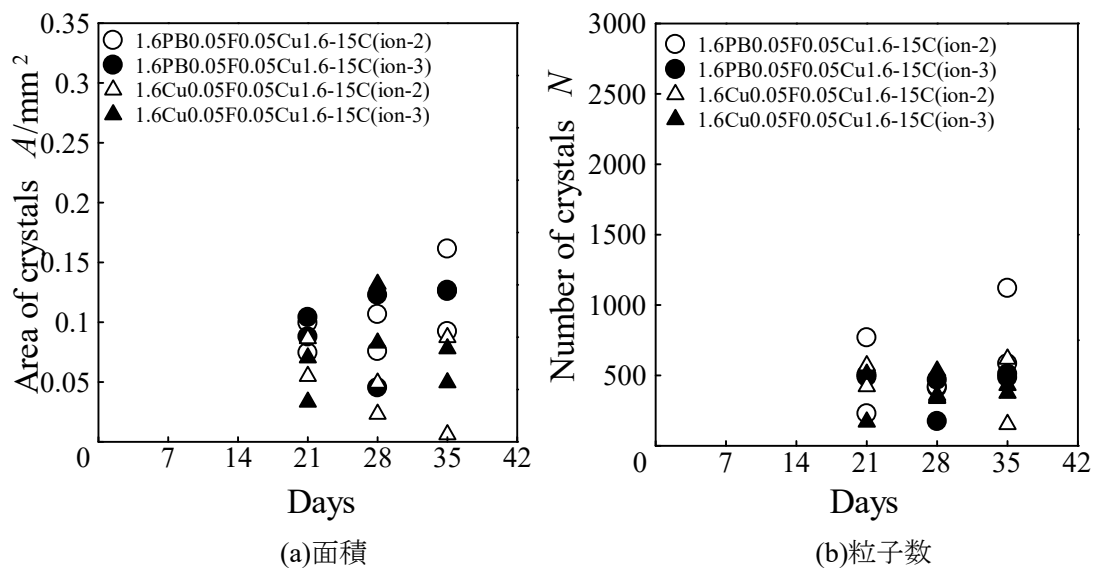 Area of crystals A/mm²
0.35
0.3
0.25
0.2
0.15
0.1
0.05
0
7
14
21
28
35
42
Days
1.6PB0.05F0.05Cu1.6-15C(ion-2)
1.6PB0.05F0.05Cu1.6-15C(ion-3)
1.6Cu0.05F0.05Cu1.6-15C(ion-2)
1.6Cu0.05F0.05Cu1.6-15C(ion-3)
(a)面積
Number of crystals N
3000
2500
2000
1500
1000
500
0
7
14
21
28
35
42
Days
1.6PB0.05F0.05Cu1.6-15C(ion-2)
1.6PB0.05F0.05Cu1.6-15C(ion-3)
1.6Cu0.05F0.05Cu1.6-15C(ion-2)
1.6Cu0.05F0.05Cu1.6-15C(ion-3)
(b)粒子数